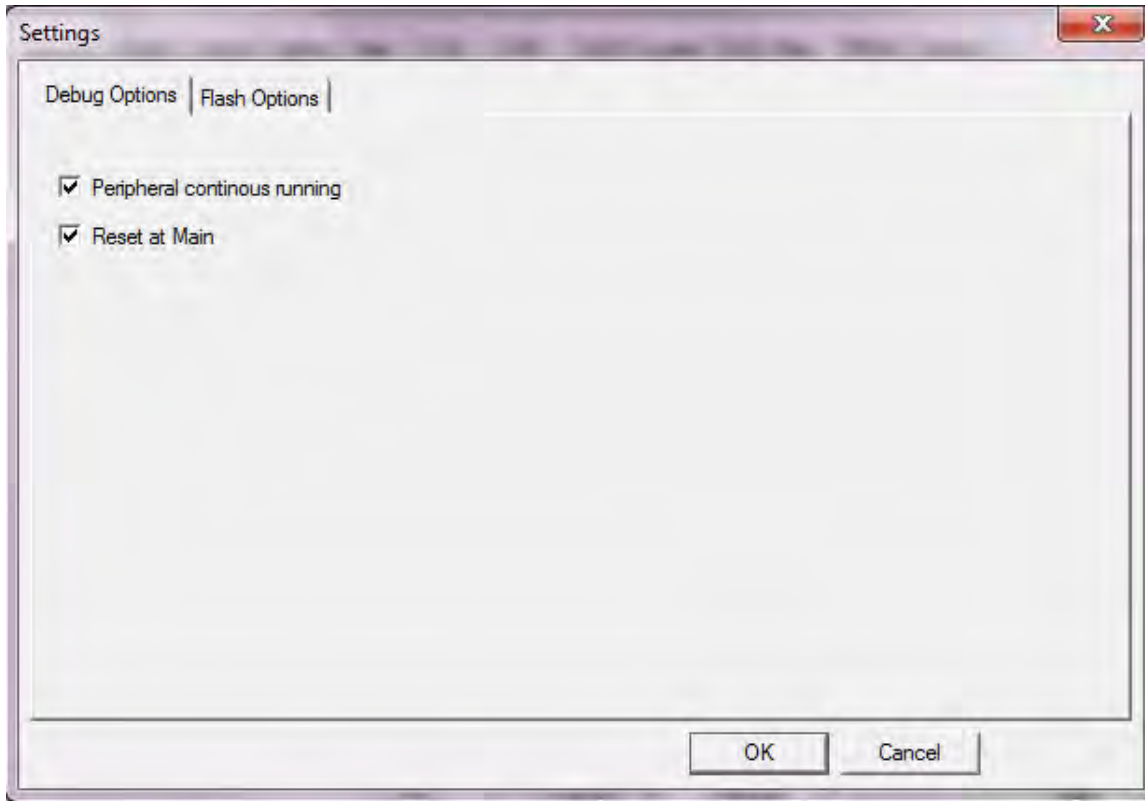 Settings
Debug Options Flash Options
Peripheral continous running
Reset at Main
OK Cancel